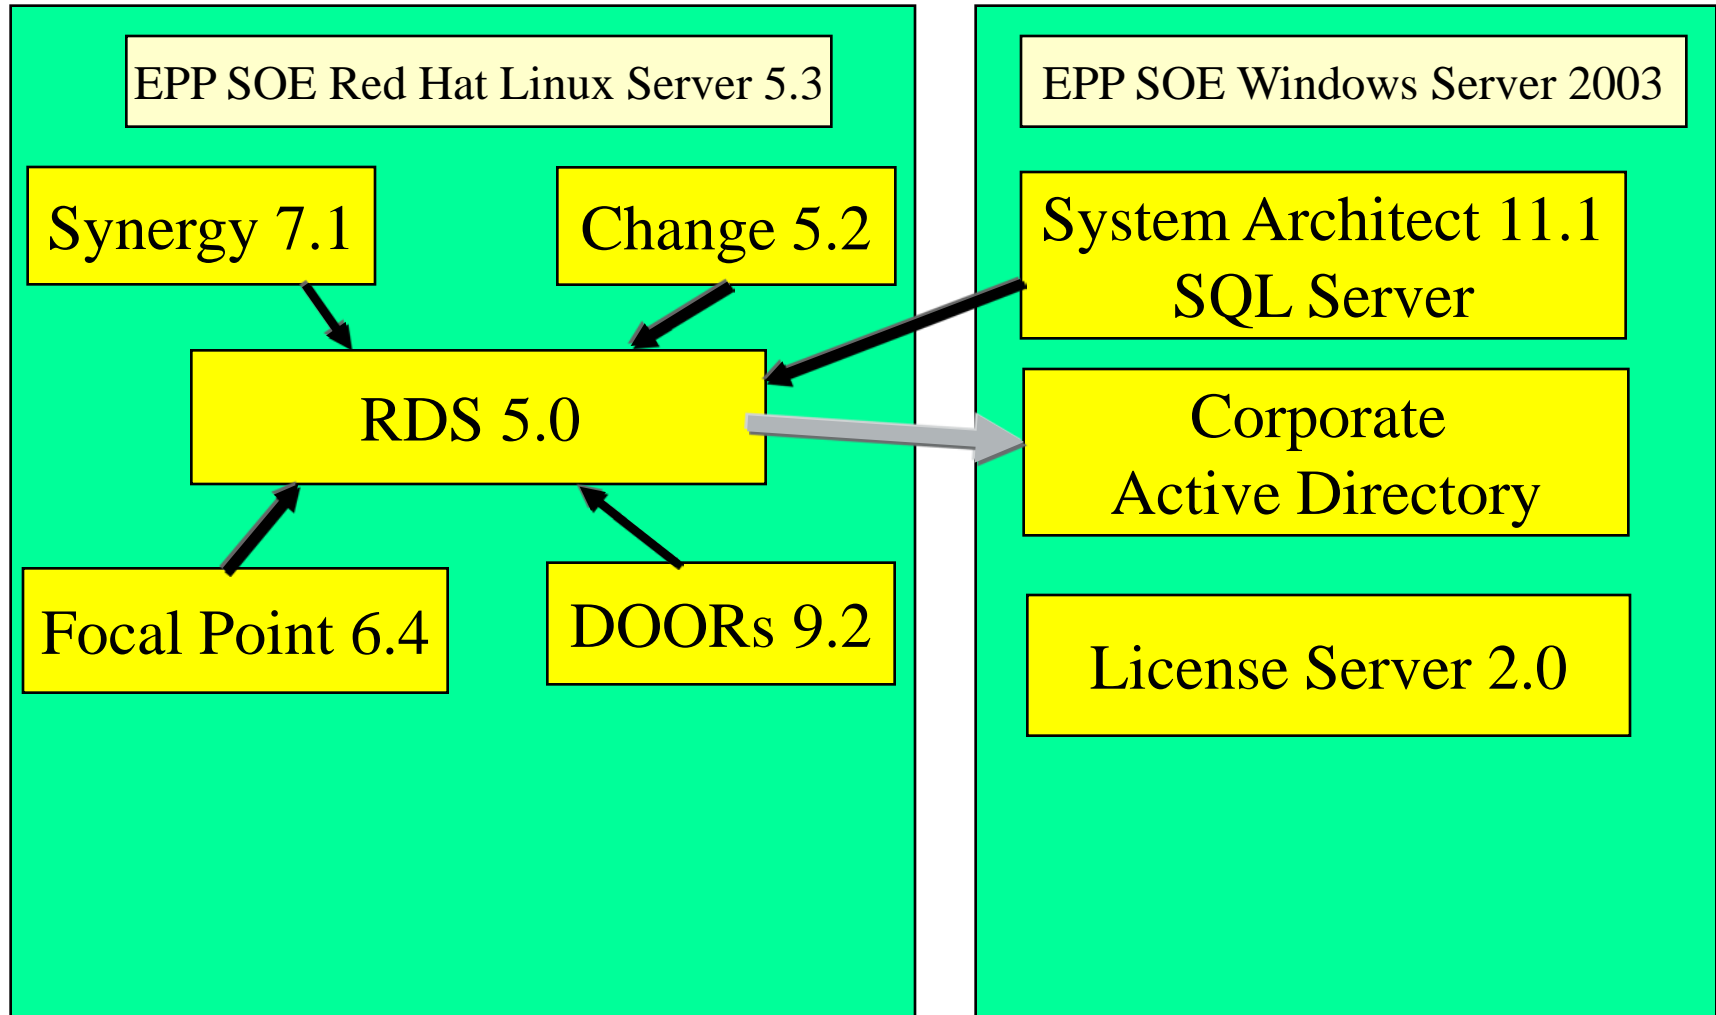 EPP SOE Red Hat Linux Server 5.3
Synergy 7.1
Change 5.2
RDS 5.0
Focal Point 6.4
DOORs 9.2
EPP SOE Windows Server 2003
System Architect 11.1
SQL Server
Corporate
Active Directory
License Server 2.0